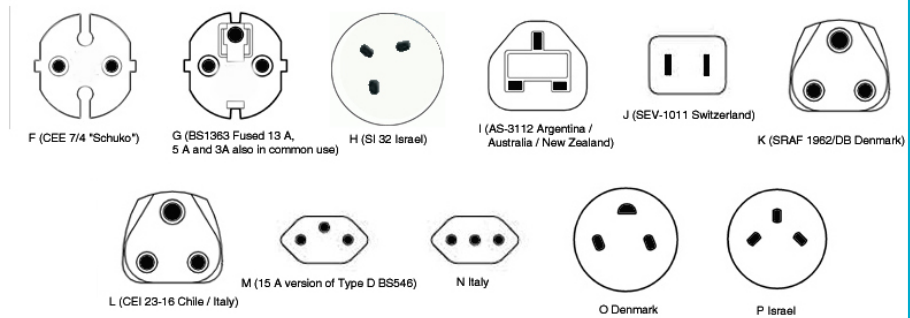 F (CEE 7/4 "Schuko")
G (BS1363 Fused 13 A,
5 A and 3A also in common use)
H (SI 32 Israel)
I (AS-3112 Argentina /
Australia / New Zealand)
J (SEV-1011 Switzerland)
K (SRAF 1962/DB Denmark)
L (CEI 23-16 Chile / Italy)
M (15 A version of Type D BS546)
N Italy
O Denmark
P Israel